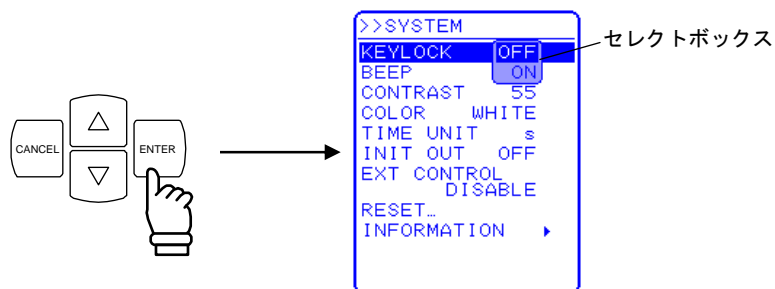 CANCEL
ENTER
>>SYSTEM
KEYLOCK OFF
BEEP ON
CONTRAST 55
COLOR WHITE
TIME UNIT s
INIT OUT OFF
EXT CONTROL
DISABLE
RESET…
INFORMATION
セレクトボックス